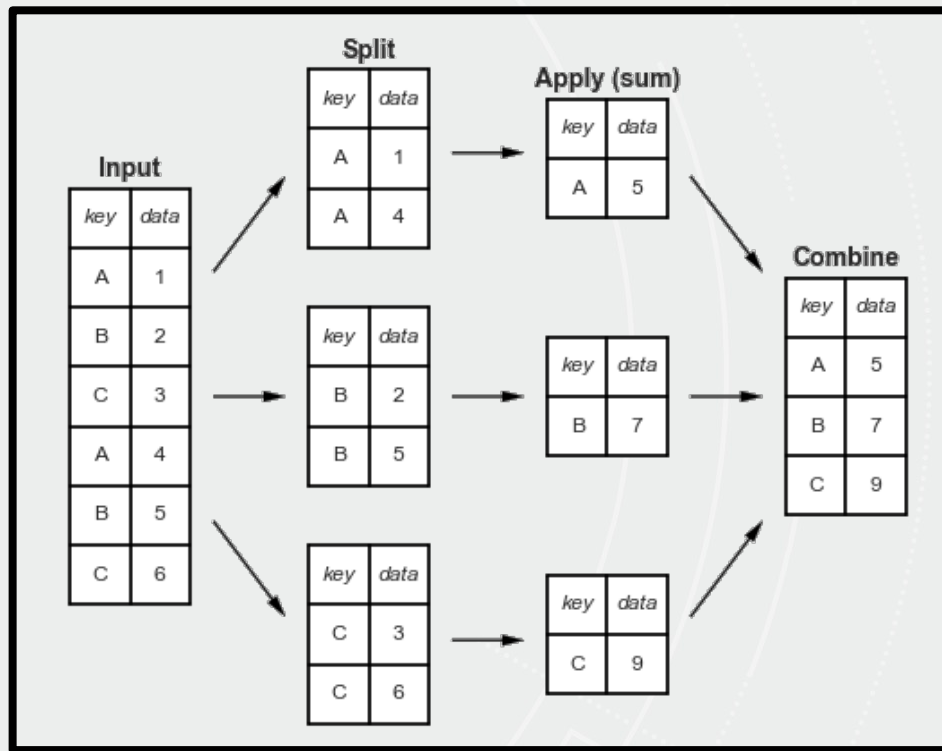 Input
key data
A 1
B 2
C 3
A 4
B 5
C 6
Split
key data
A 1
A 4
key data
B 2
B 5
key data
C 3
C 6
Apply (sum)
key data
A 5
key data
B 7
key data
C 9
Combine
key data
A 5
B 7
C 9